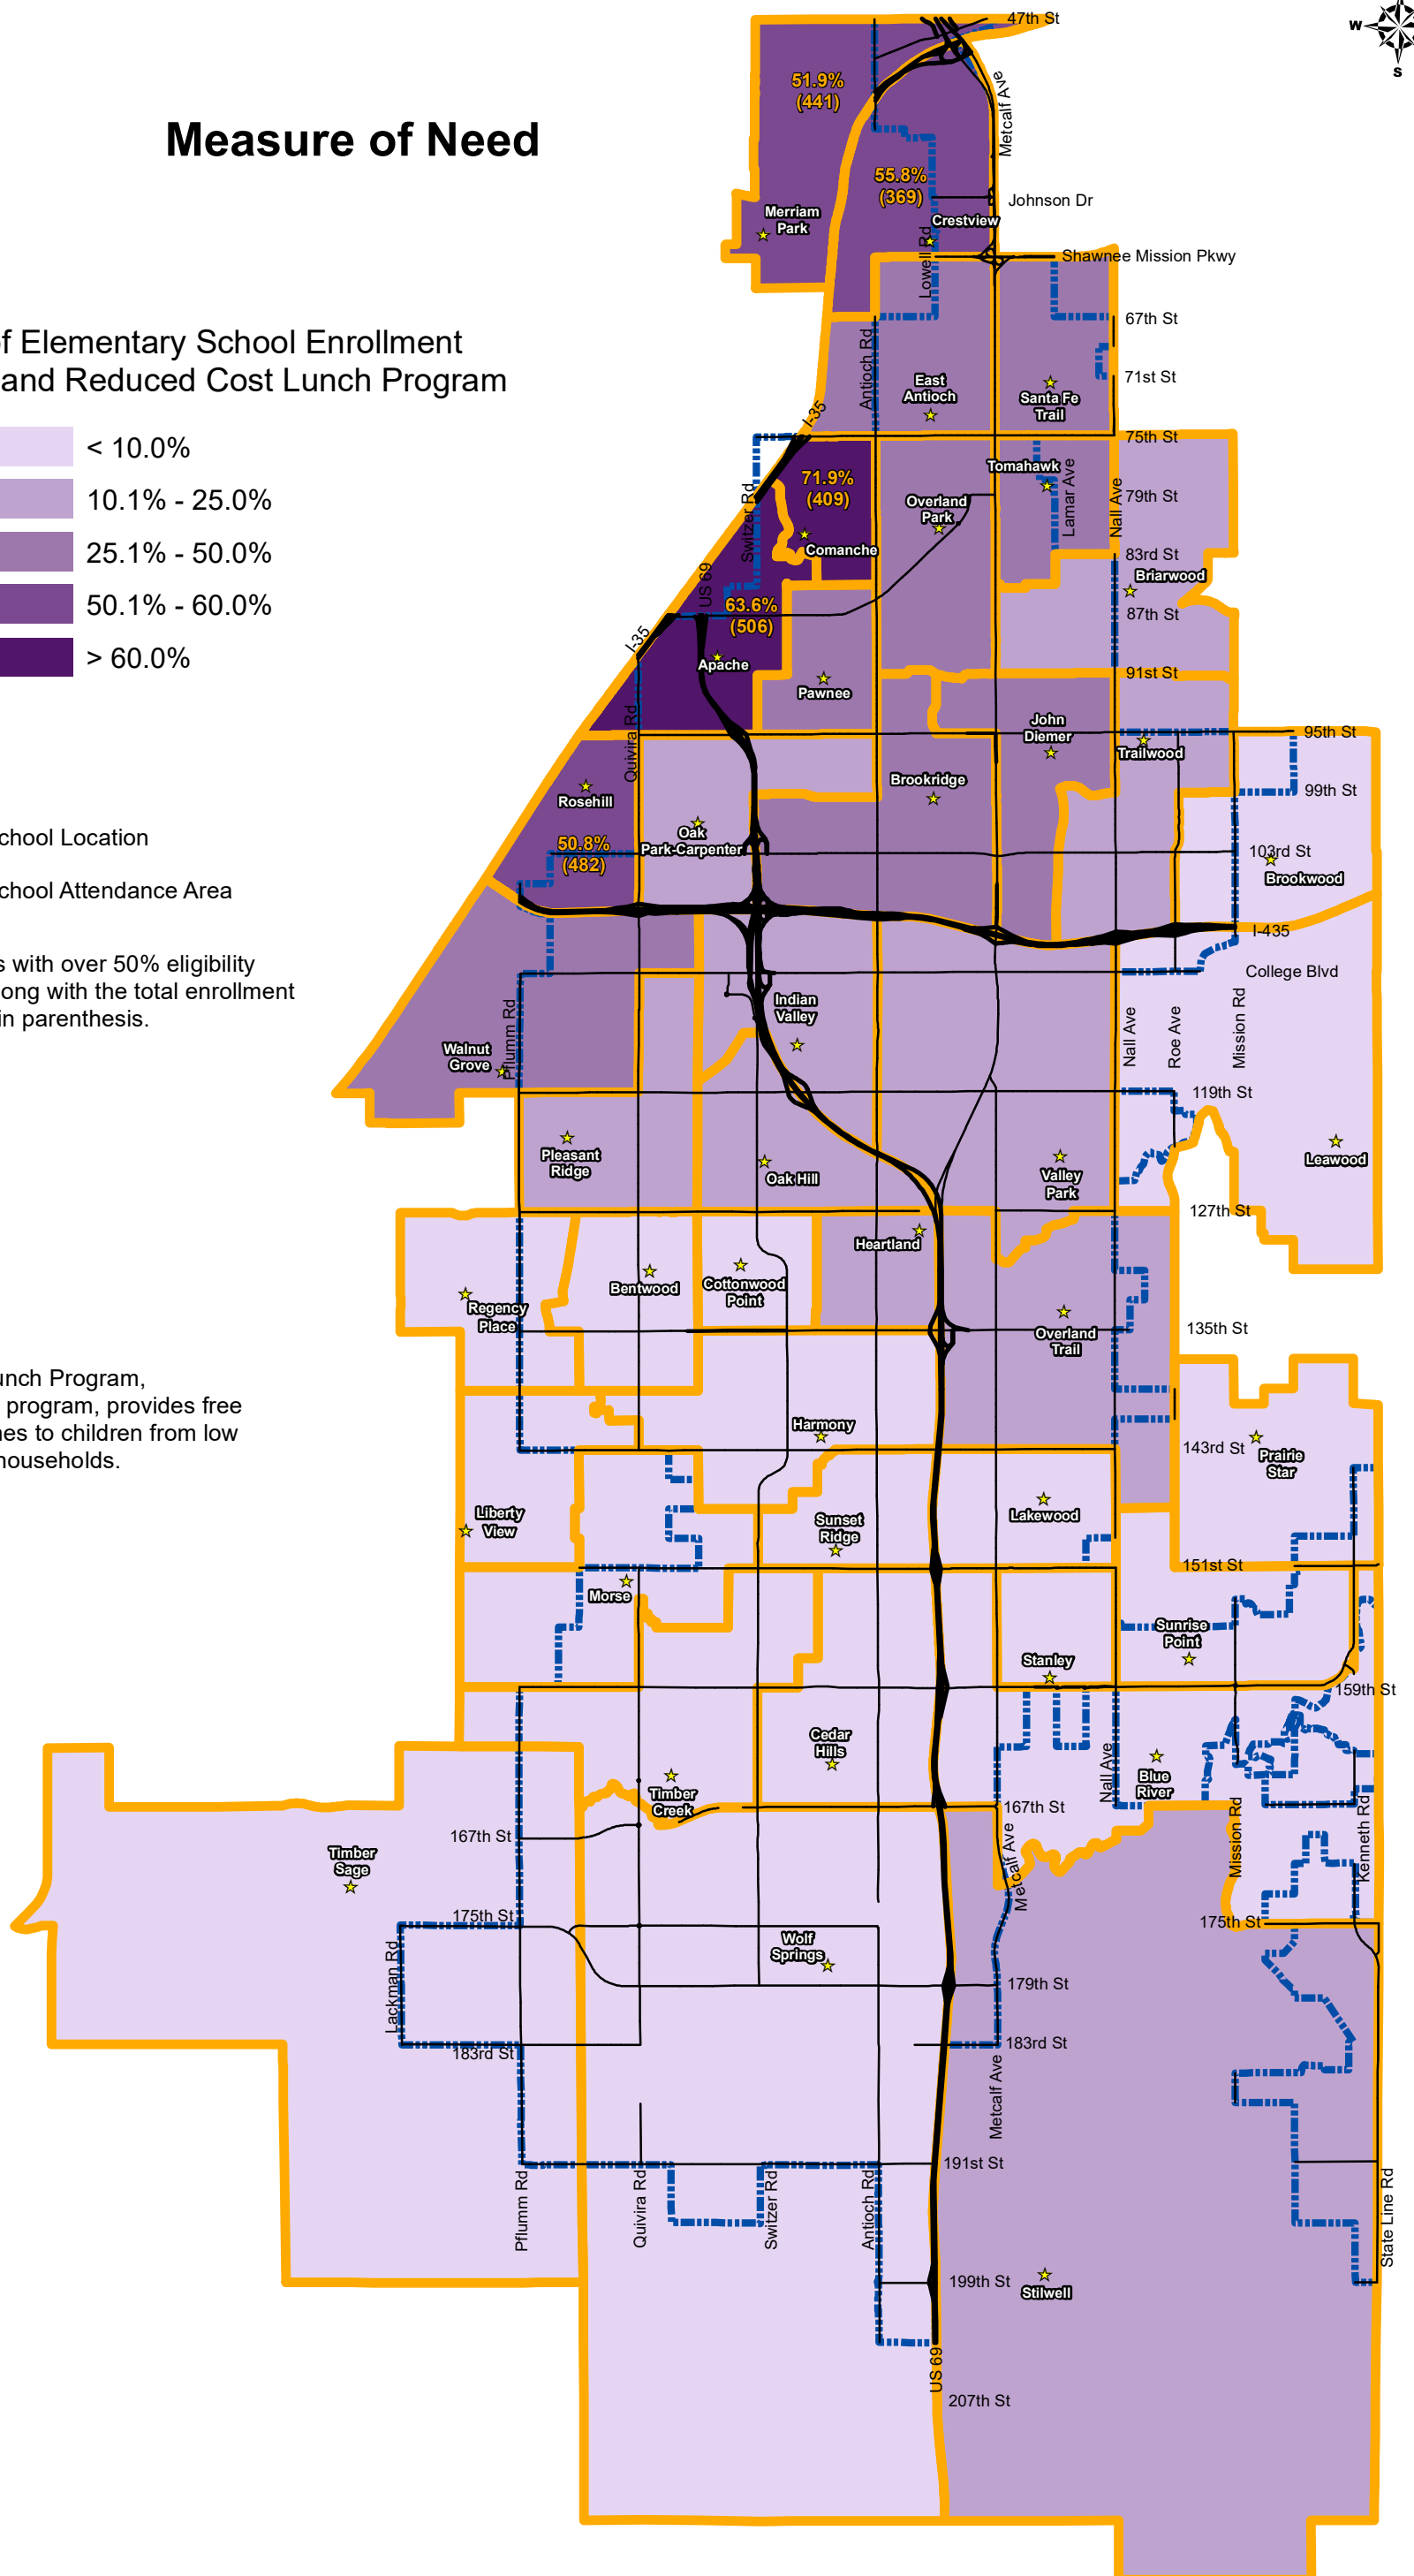 47th St
W
S
51.9%
(441)
Metcalf Ave
Measure of Need
55.8%
(369)
Johnson Dr
Merriam
Park
Crestview
Lowell Rd
Shawnee Mission Pkwy
67th St
of Elementary School Enrollment
and Reduced Cost Lunch Program
Antioch Rd
East
Antioch
Santa Fe
Trail
71st St
I-35
75th St
< 10.0%
10.1% - 25.0%
25.1% - 50.0%
50.1% - 60.0%
> 60.0%
71.9%
(409)
Tomahawk
Switzer Rd
Overland
Park
Lamar Ave
Nall Ave
79th St
Comanche
83rd St
Briarwood
US 69
63.6%
(506)
87th St
I-35
Apache
Pawnee
91st St
Quivira Rd
John
Diemer
Trailwood
95th St
Rosehill
Brookridge
99th St
Oak
Park-Carpenter
50.8%
(482)
103rd St
Brookwood
chool Location
chool Attendance Area
I-435
s with over 50% eligibility
ong with the total enrollment
in parenthesis.
College Blvd
Indian
Valley
Pflumm Rd
Nall Ave
Roe Ave
Mission Rd
Walnut
Grove
119th St
Pleasant
Ridge
Oak Hill
Valley
Park
Leawood
127th St
Heartland
Regency
Place
Bentwood
Cottonwood
Point
Overland
Trail
135th St
unch Program,
program, provides free
hes to children from low
households.
Harmony
143rd St
Prairie
Star
Liberty
View
Sunset
Ridge
Lakewood
151st St
Morse
Sunrise
Point
Stanley
159th St
Cedar
Hills
Timber
Creek
Nall Ave
Blue
River
167th St
167th St
Metcalf Ave
Mission Rd
Kenneth Rd
Timber
Sage
175th St
175th St
Wolf
Springs
Lackman Rd
179th St
183rd St
183rd St
Metcalf Ave
191st St
Pflumm Rd
Quivira Rd
Switzer Rd
Antioch Rd
State Line Rd
199th St
Stilwell
US 69
207th St